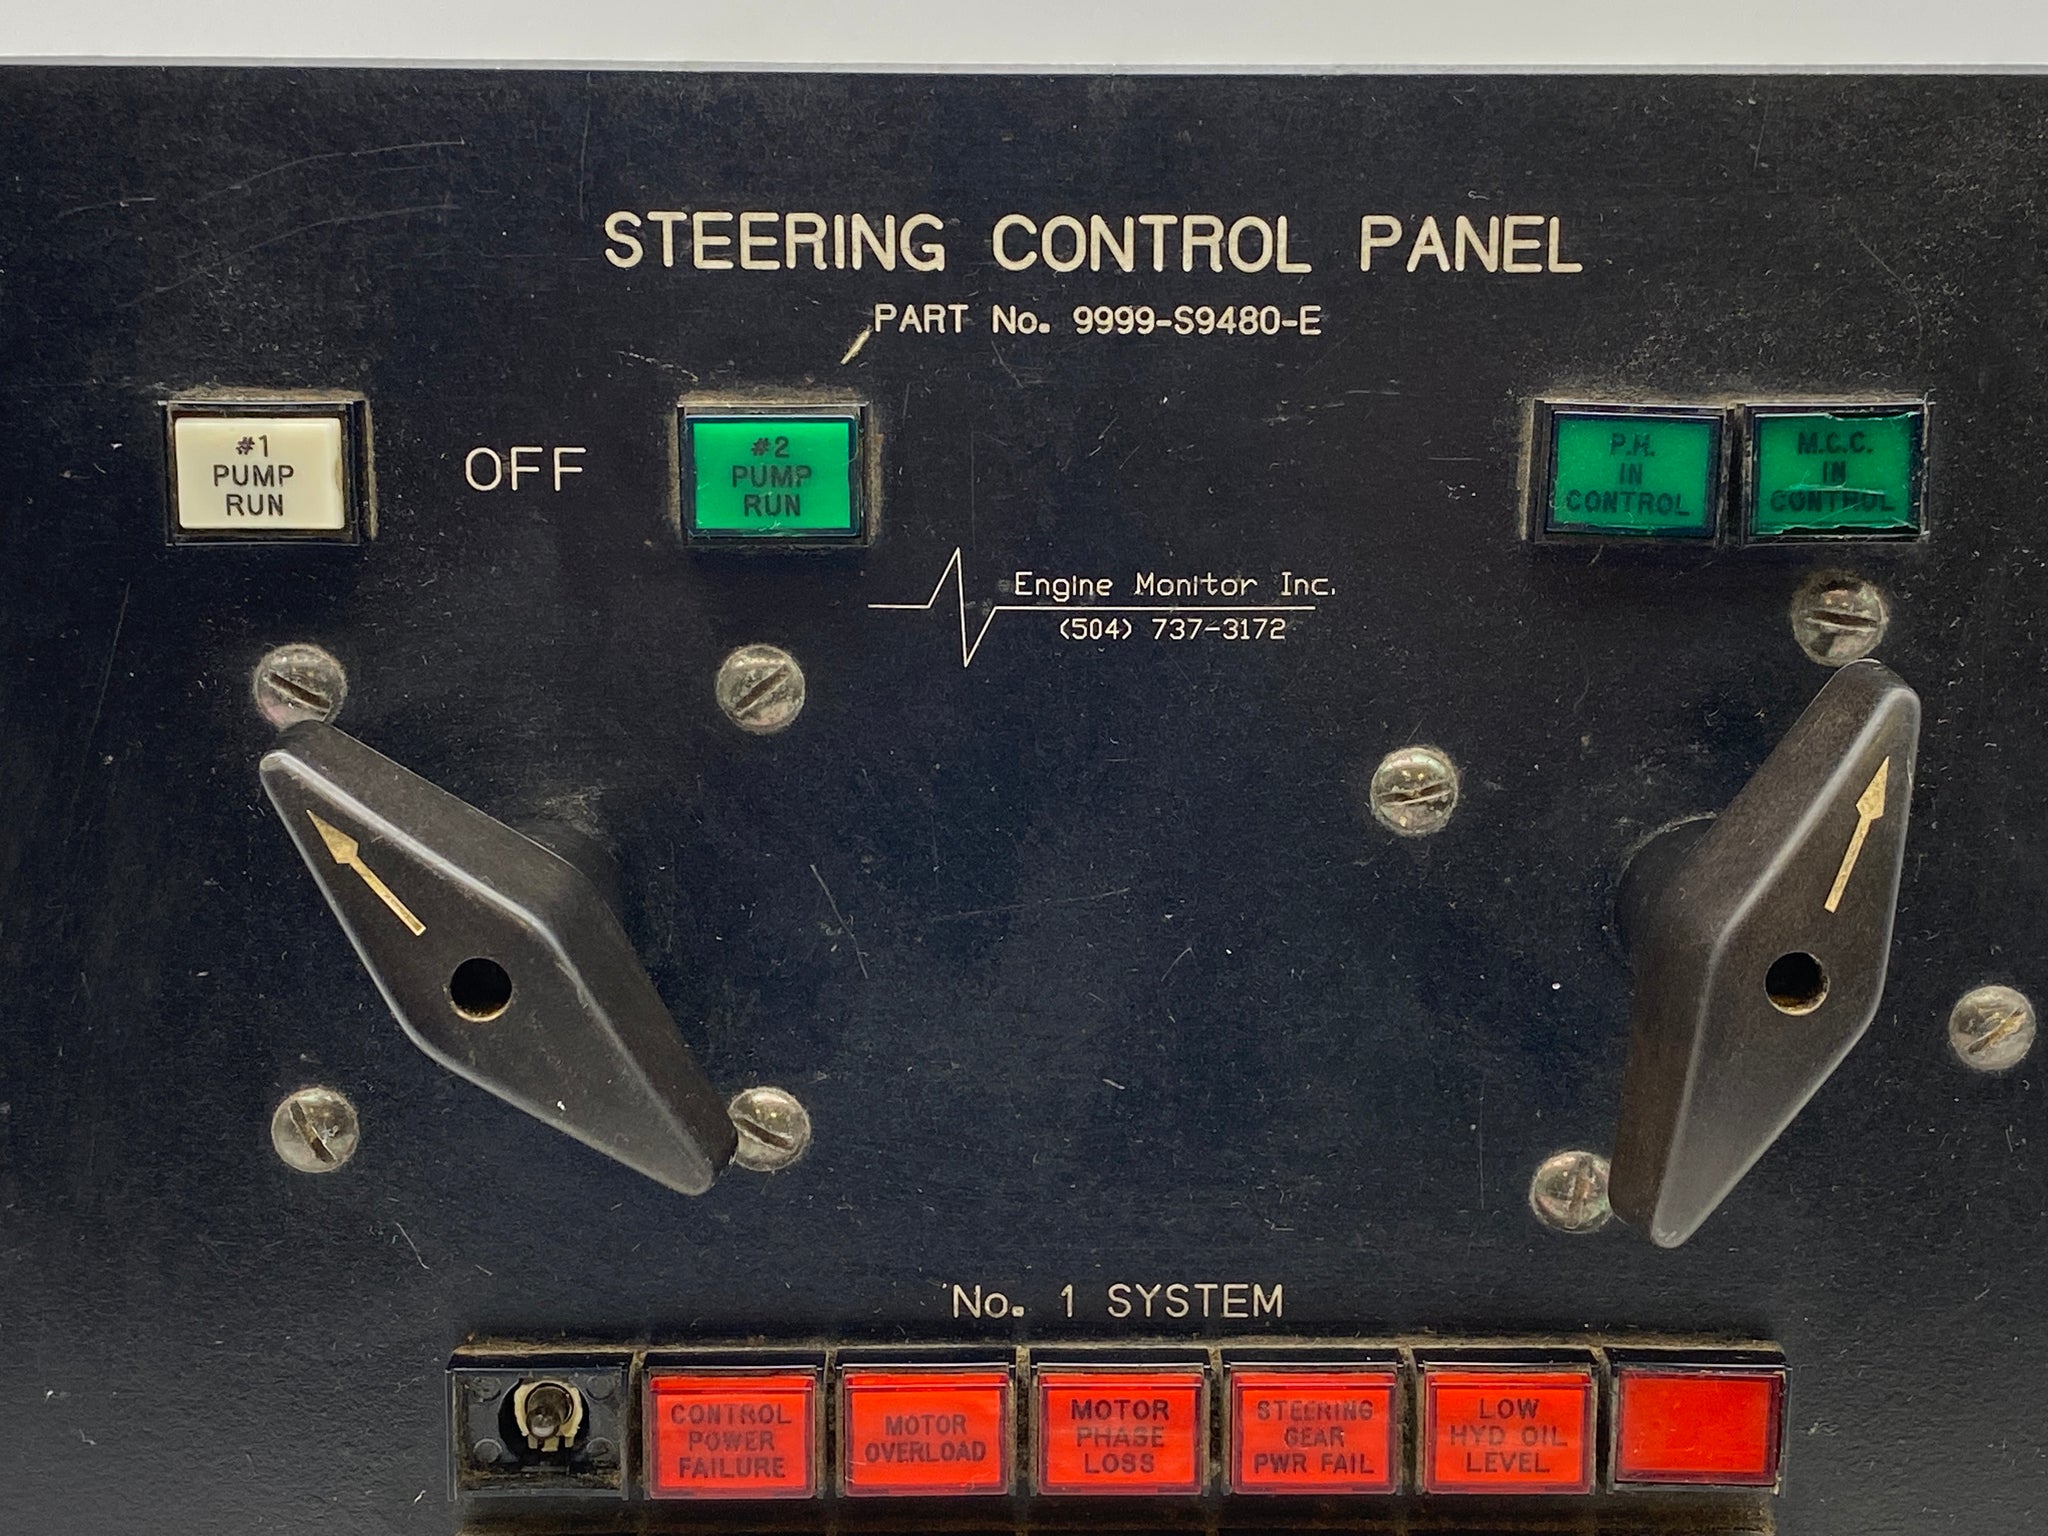 STEERING CONTROL PANEL
PART No. 9999-S9480-E
#1
PUMP
RUN
OFF
#2
PUMP
RUN
P.H.
IN
CONTROL
M.C.C.
IN
CONTROL
Engine Monitor Inc.
(504) 737-3172
No. 1 SYSTEM
CONTROL
POWER
FAILURE
MOTOR
OVERLOAD
MOTOR
PHASE
LOSS
STEERING
GEAR
PWR FAIL
LOW
HYD OIL
LEVEL